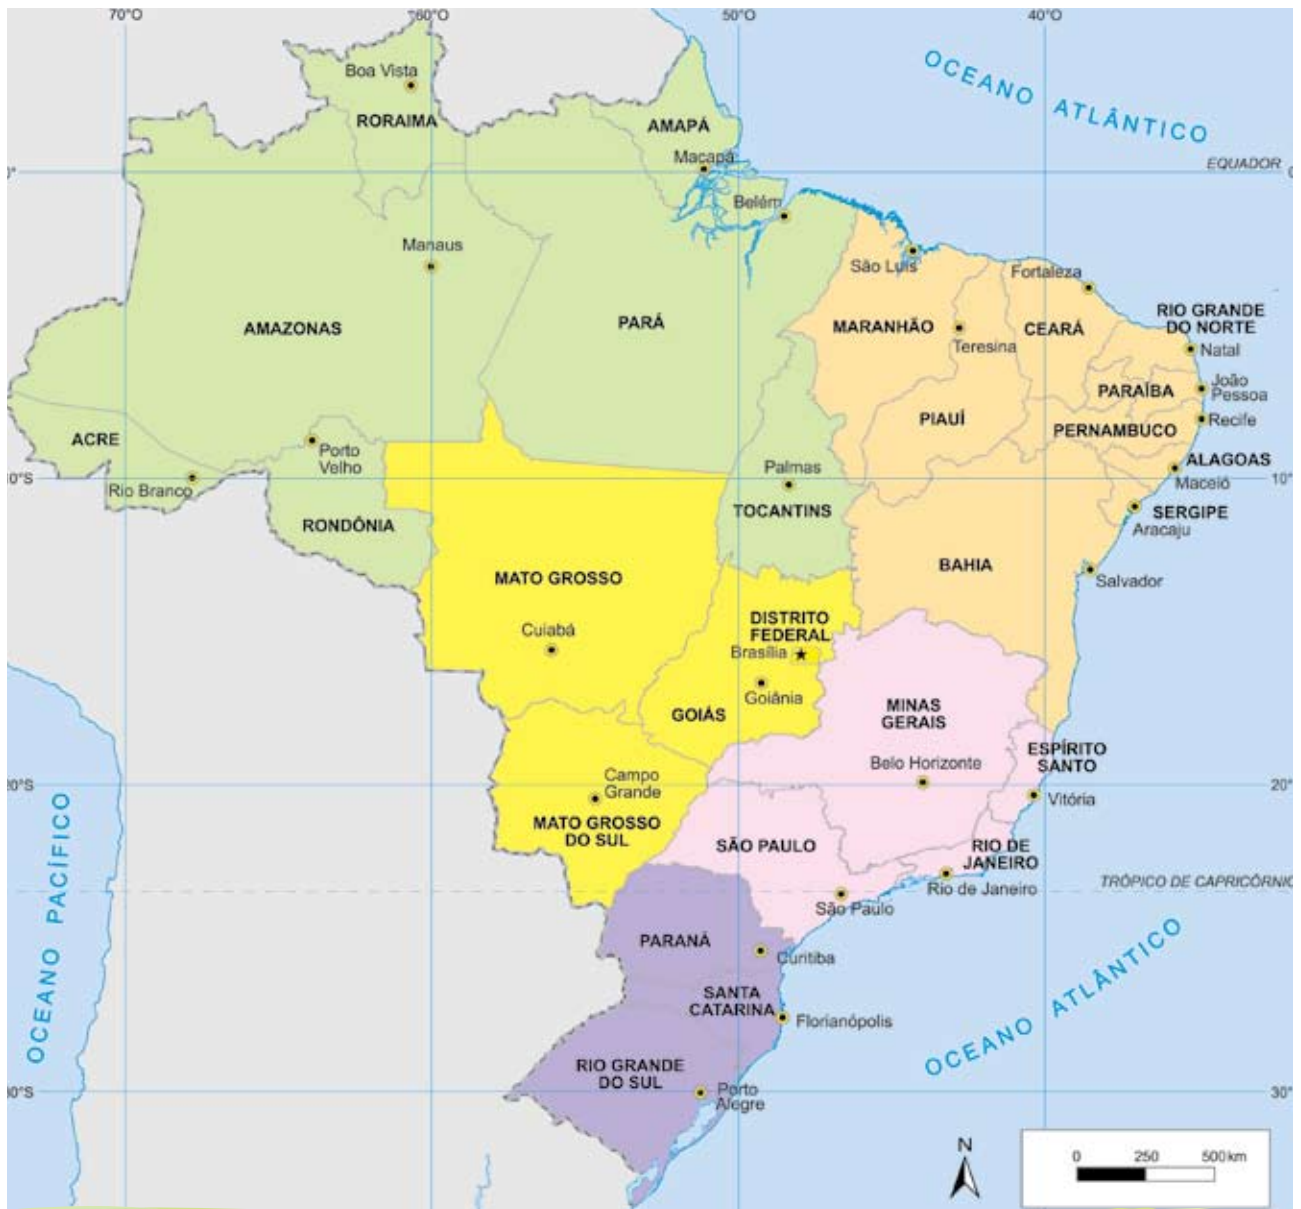 70°O
60°O
50°O
40°O
OCEANO ATLÂNTICO
Boa Vista
RORAIMA
AMAPÁ
Macapá
EQUADOR
0°
Belém
Manaus
São Luís
Fortaleza
AMAZONAS
PARÁ
MARANHÃO
CEARÁ
RIO GRANDE
DO NORTE
Teresina
Natal
PARAÍBA
João
Pessoa
PIAUÍ
PERNAMBUCO
Recife
ACRE
Porto
Velho
ALAGOAS
Maceió
Rio Branco
Palmas
10°S
TOCANTINS
SERGIPE
Aracaju
RONDÔNIA
BAHIA
Salvador
MATO GROSSO
DISTRITO
FEDERAL
Brasília
Cuiabá
Goiânia
GOIÁS
MINAS
GERAIS
ESPÍRITO
SANTO
Belo Horizonte
Vitória
Campo
Grande
20°S
MATO GROSSO
DO SUL
SÃO PAULO
RIO DE
JANEIRO
Rio de Janeiro
São Paulo
TRÓPICO DE CAPRICÓRNIO
OCEANO PACÍFICO
PARANÁ
Curitiba
SANTA
CATARINA
Florianópolis
OCEANO ATLÂNTICO
RIO GRANDE
DO SUL
Porto
Alegre
30°S
N
0 250 500 km